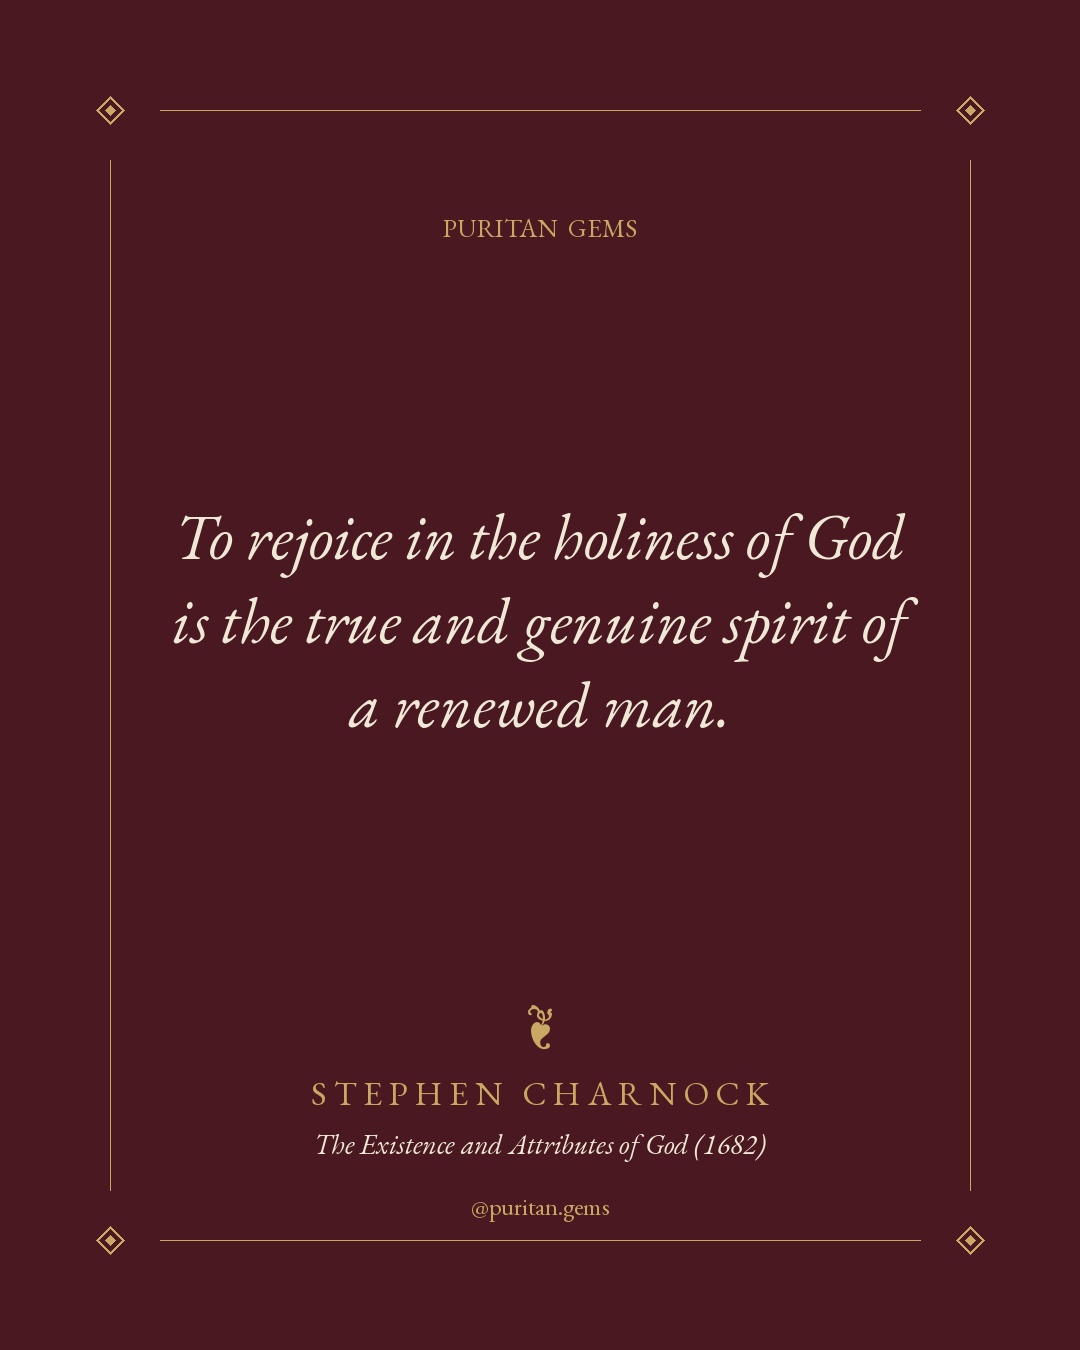 PURITAN GEMS
To rejoice in the holiness of God
is the true and genuine spirit of
a renewed man.
STEPHEN CHARNOCK
The Existence and Attributes of God (1682)
@puritan.gems